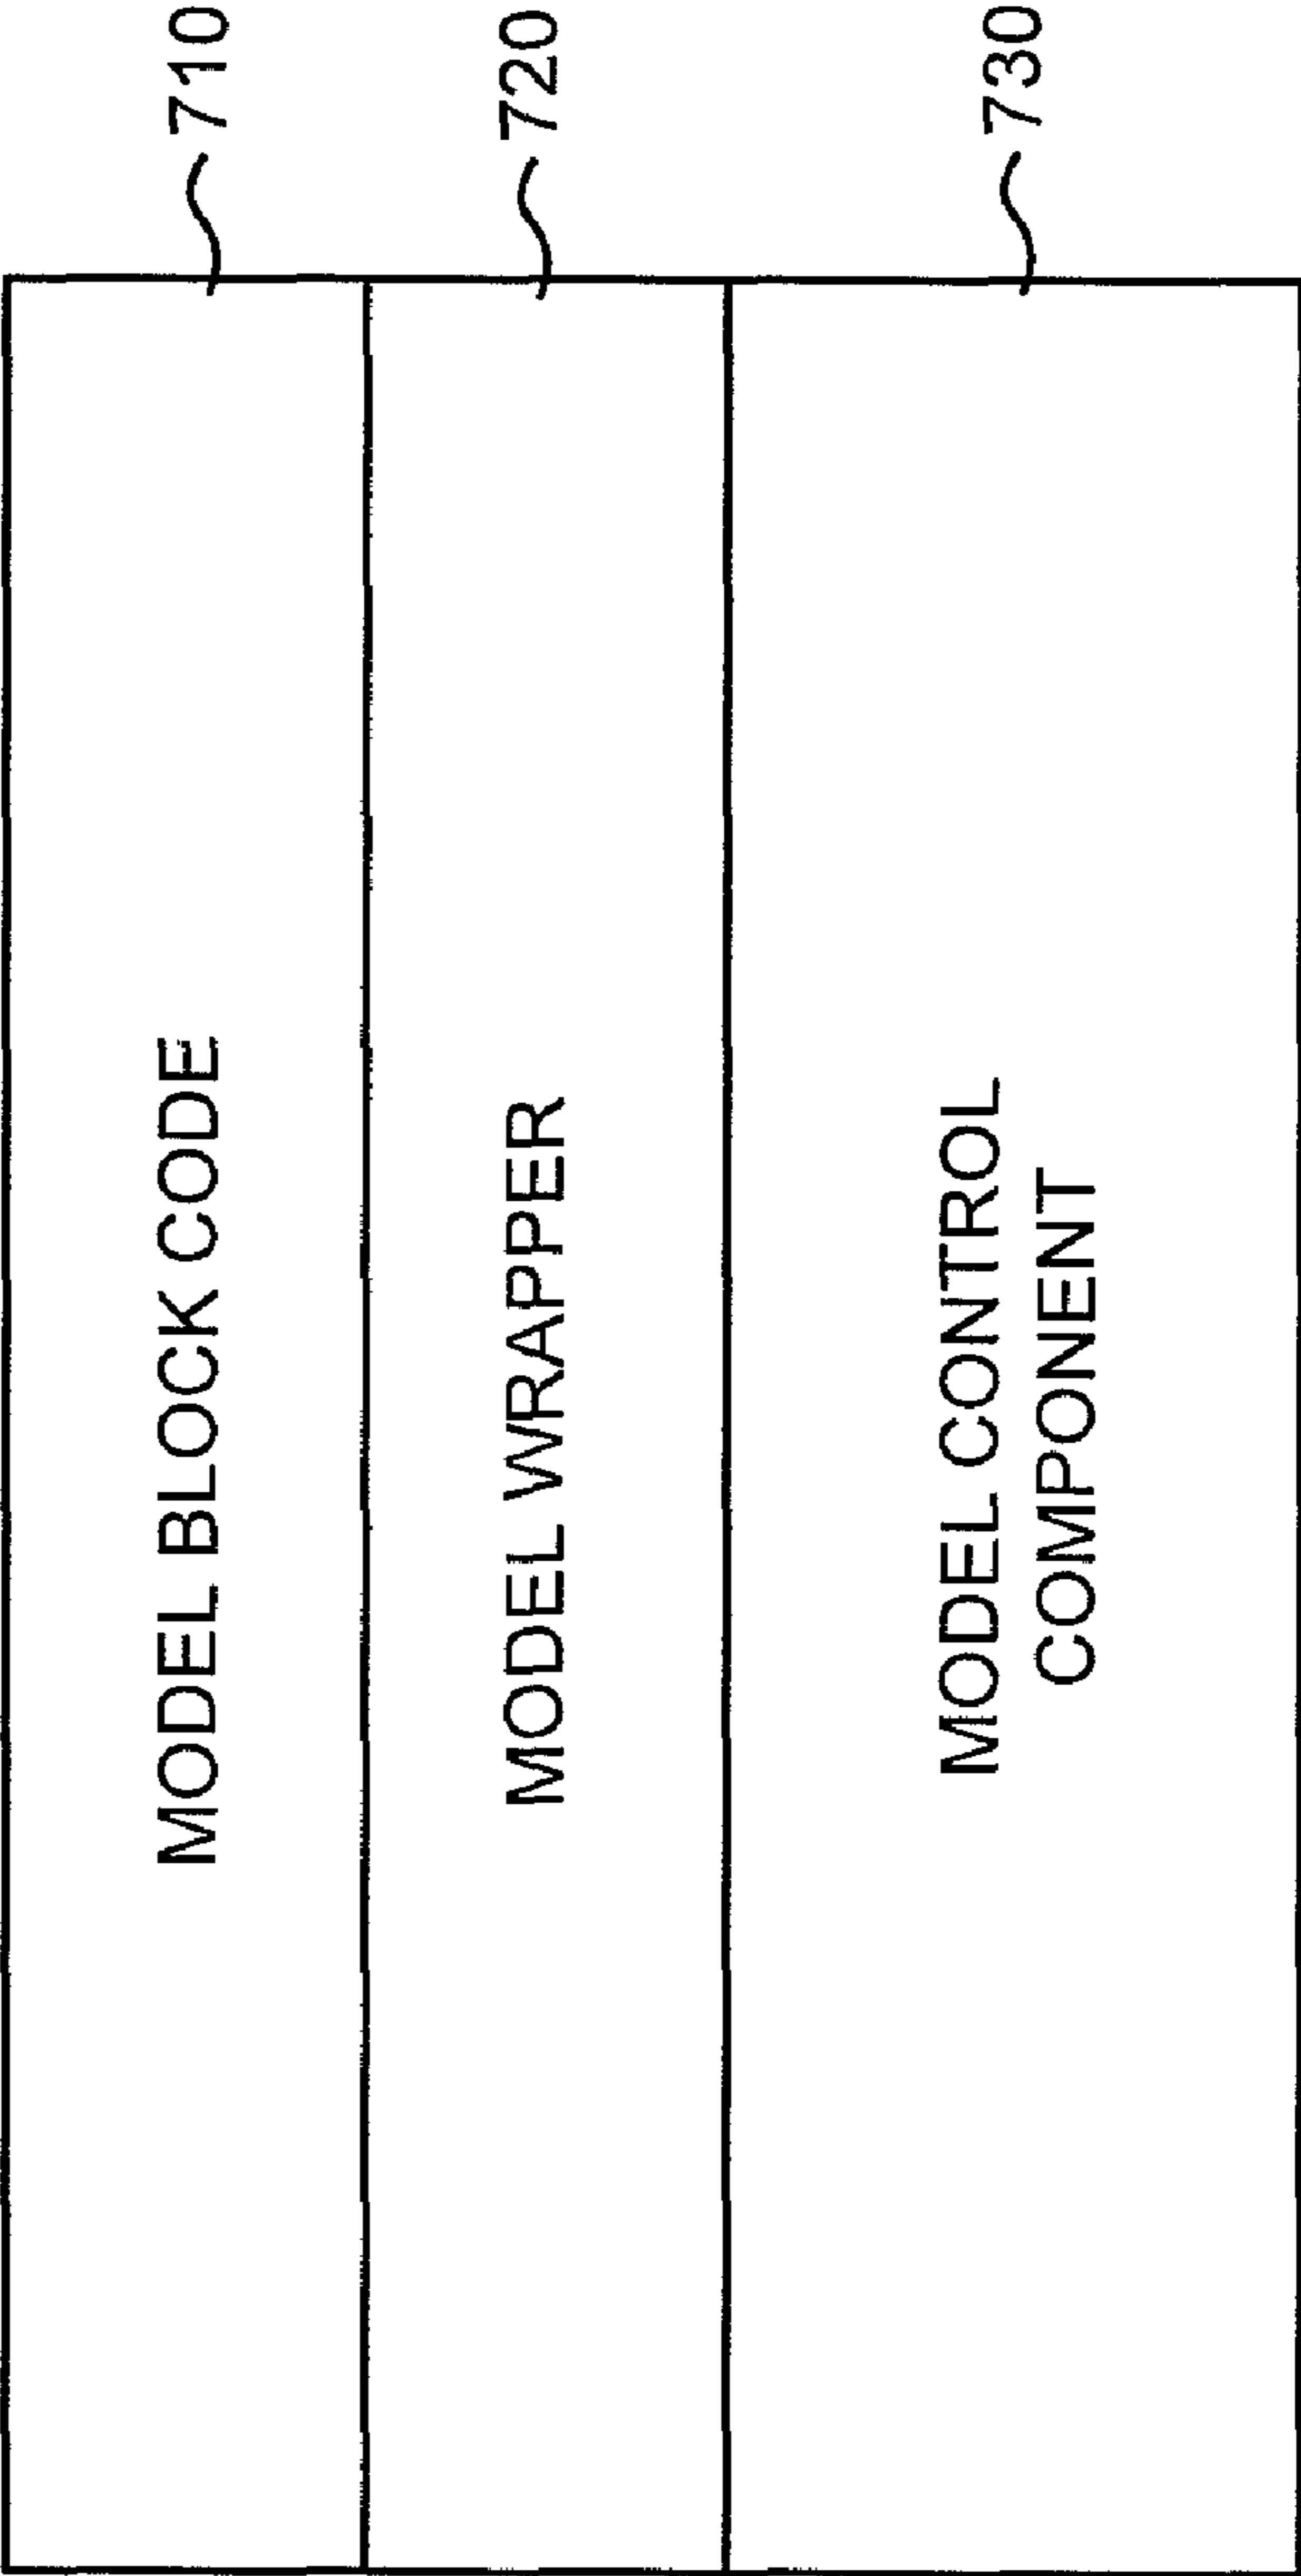 MODEL BLOCK CODE
710
MODEL WRAPPER
720
MODEL CONTROL
COMPONENT
730